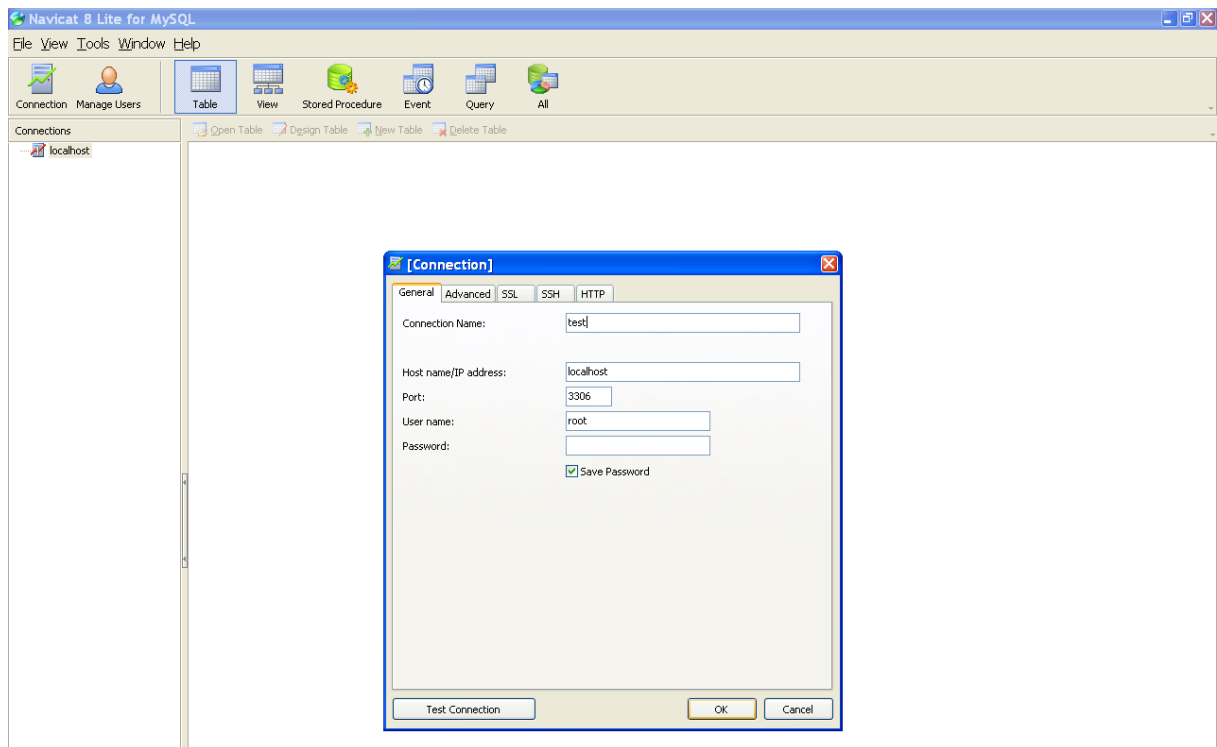 Navicat 8 Lite for MySQL
File View Tools Window Help
Connection Manage Users Table View Stored Procedure Event Query All
Connections
Open Table Design Table New Table Delete Table
localhost
[Connection]
General Advanced SSL SSH HTTP
Connection Name: test
Host name/IP address: localhost
Port: 3306
User name: root
Password:
Save Password
Test Connection OK Cancel